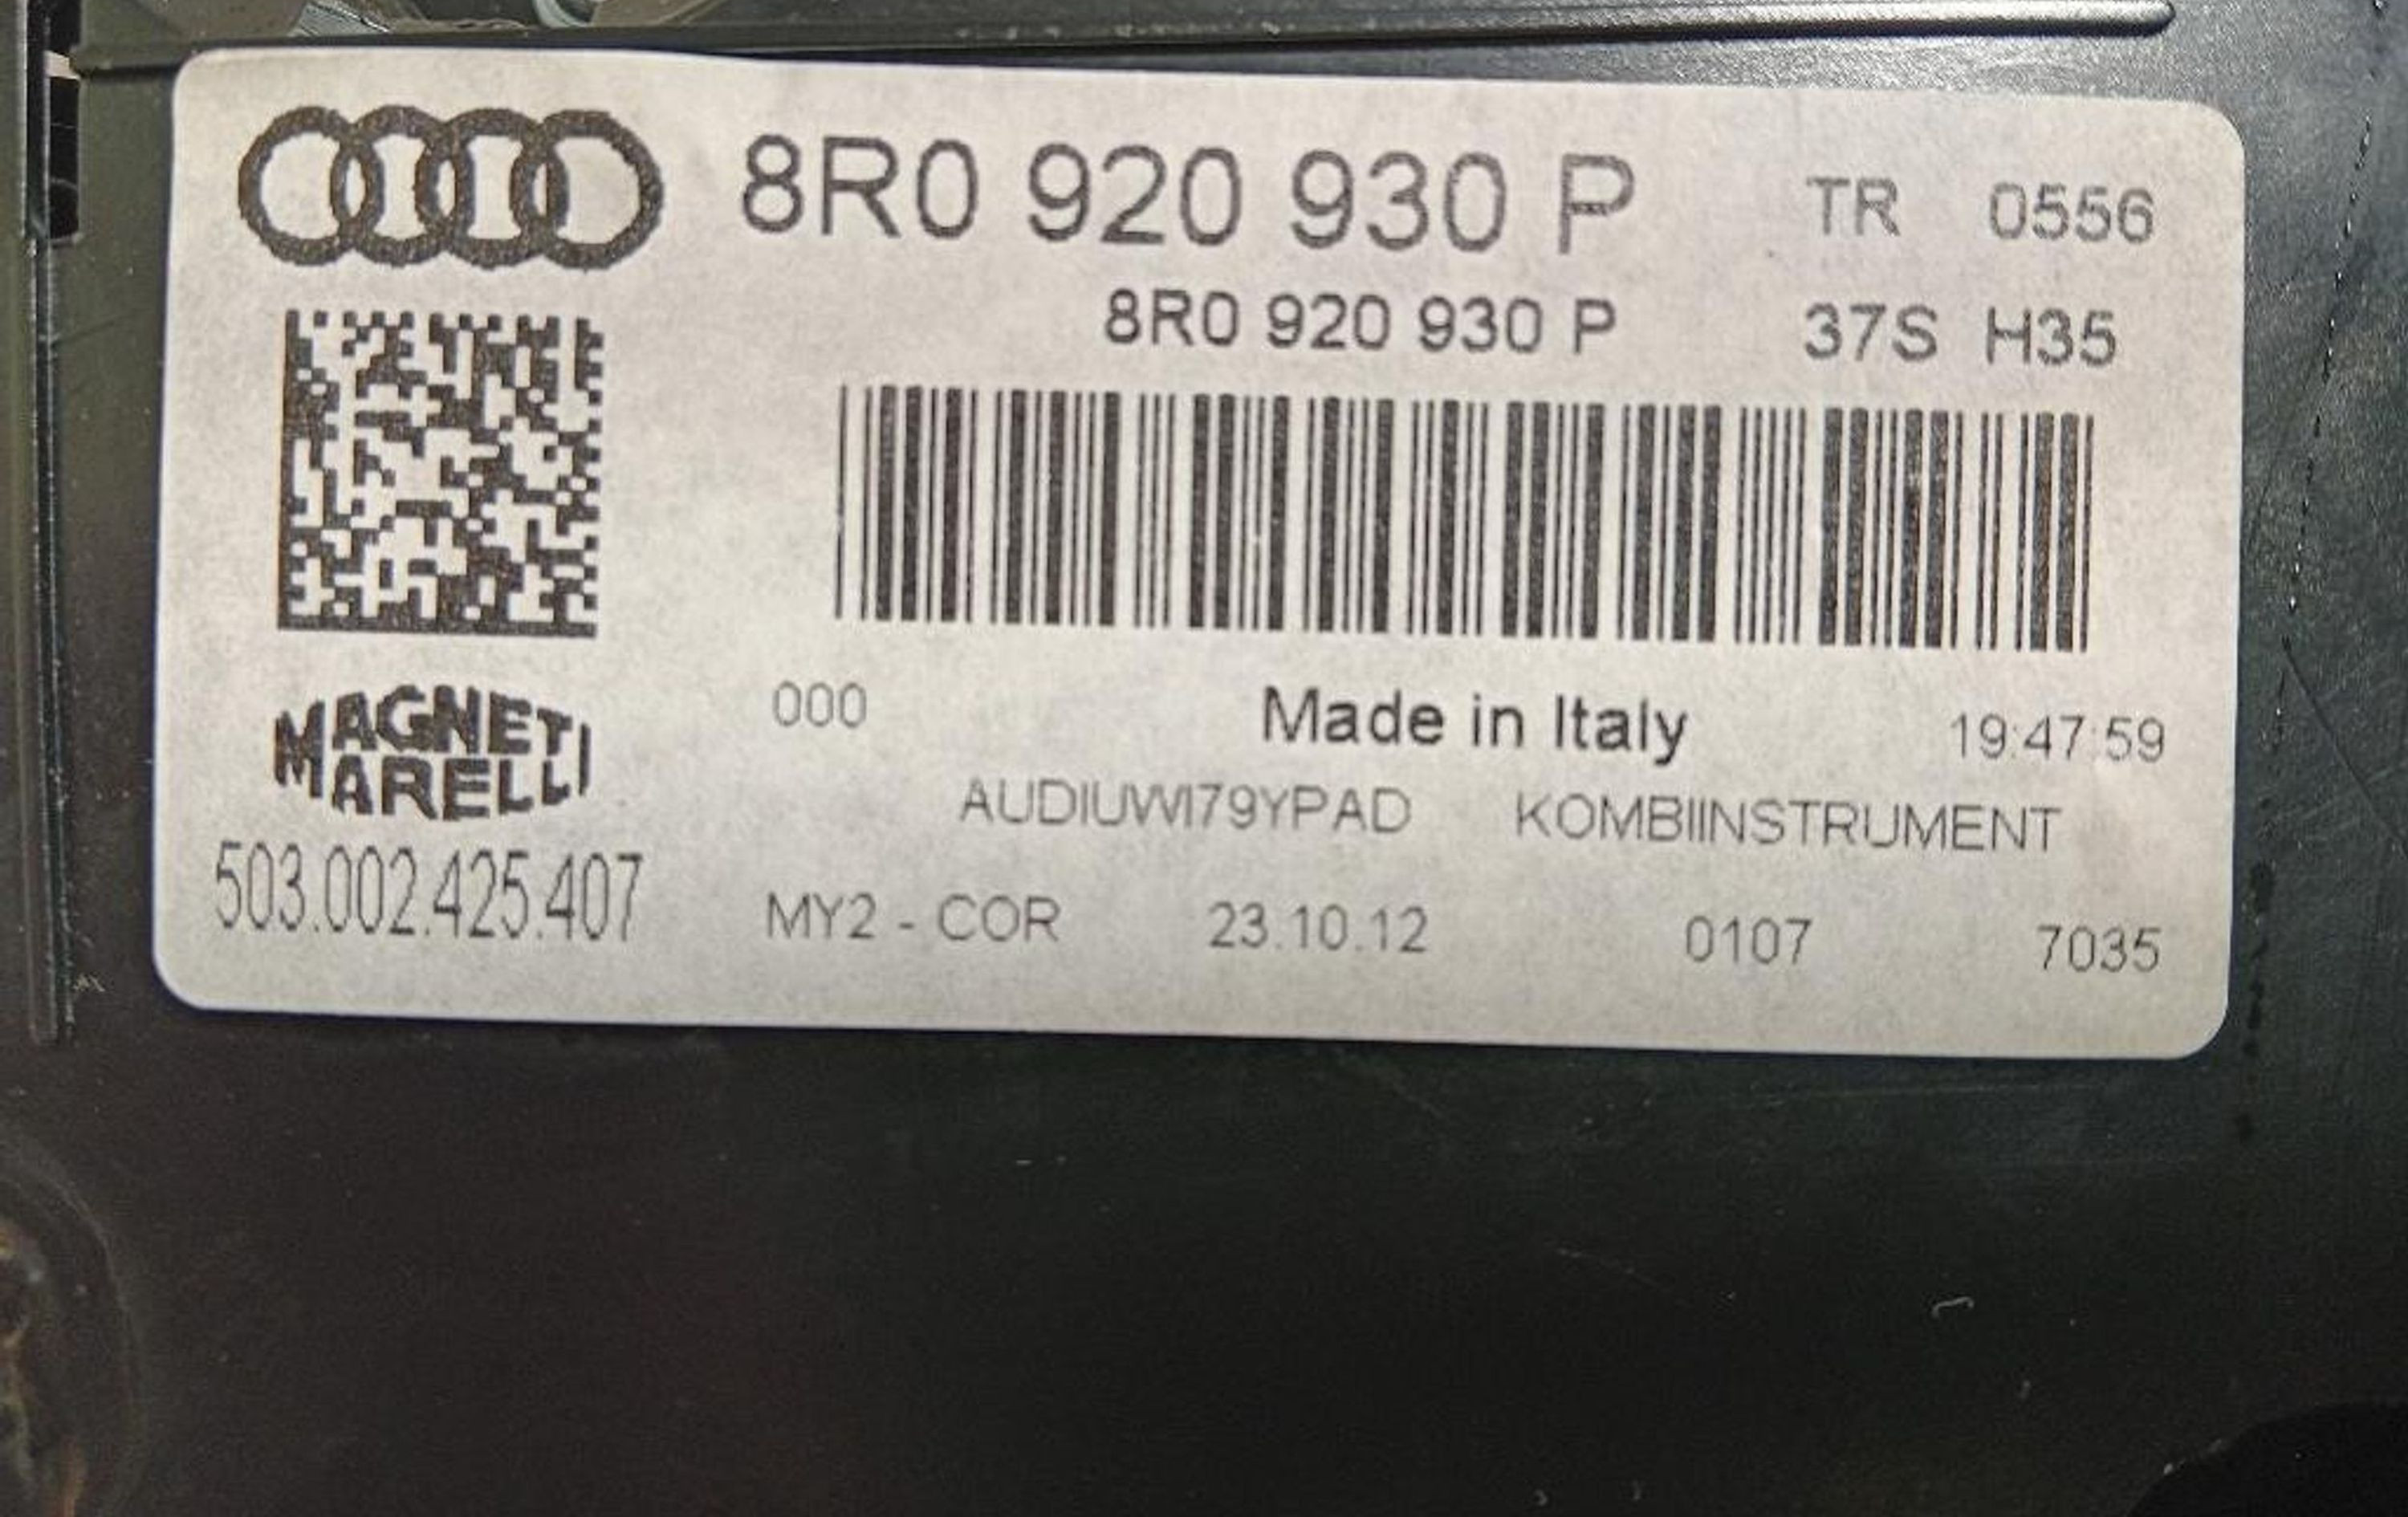 8R0 920 930 P TR 0556
8R0 920 930 P 37S H35
000 Made in Italy 19:47:59
MAGNETI
MARELLI
AUDIUWI79YPAD KOMBIINSTRUMENT
503.002.425.407
MY2 - COR 23.10.12 0107 7035